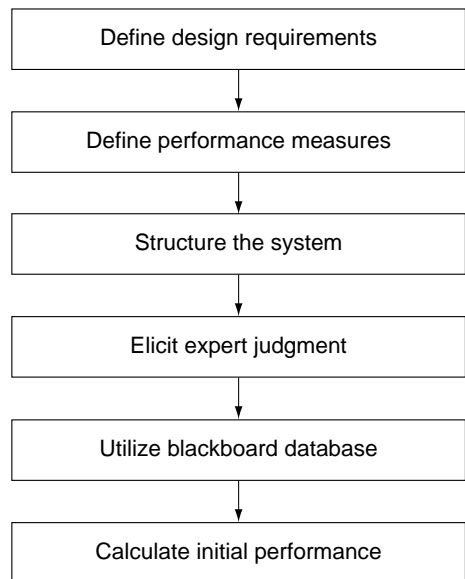 Define design requirements
Define performance measures
Structure the system
Elicit expert judgment
Utilize blackboard database
Calculate initial performance